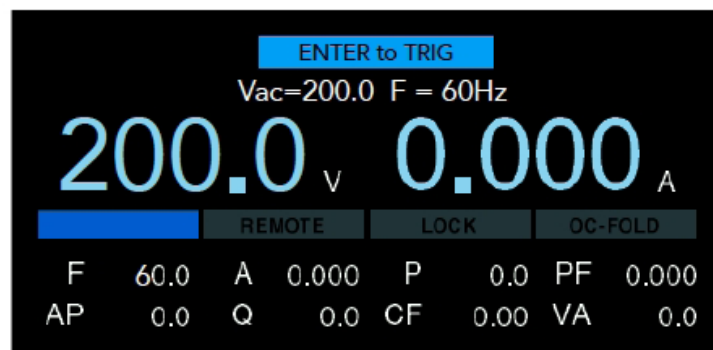 ENTER to TRIG
Vac=200.0 F = 60Hz
200.0 V 0.000 A
REMOTE LOCK OC-FOLD
F 60.0 A 0.000 P 0.0 PF 0.000
AP 0.0 Q 0.0 CF 0.00 VA 0.0